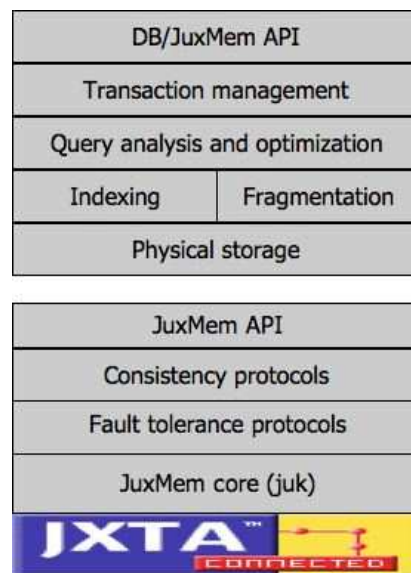 DB/JuxMem API
Transaction management
Query analysis and optimization
Indexing Fragmentation
Physical storage
JuxMem API
Consistency protocols
Fault tolerance protocols
JuxMem core (juk)
JXTA™
CONNECTED